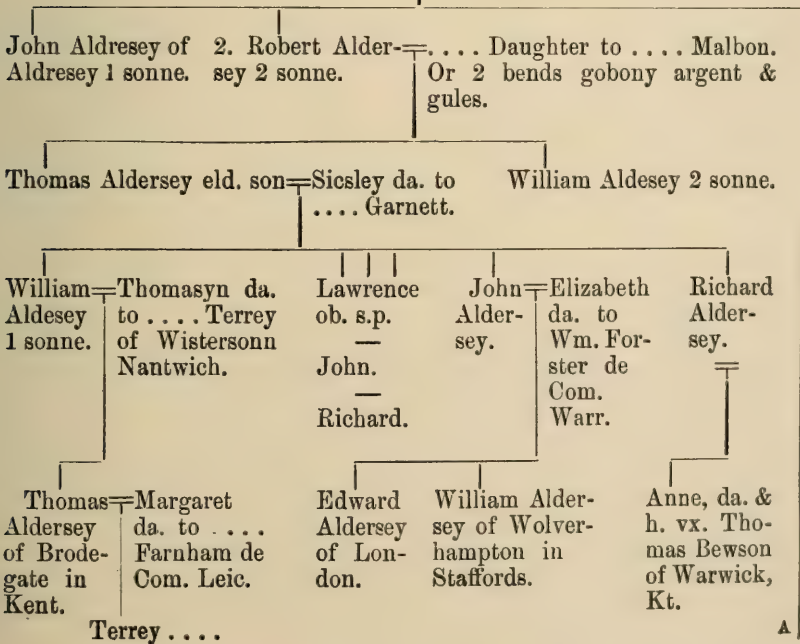 John Aldresey of
Aldresey 1 sonne.
2. Robert Alder-
sey 2 sonne.
. . . . Daughter to . . . . Malbon.
Or 2 bends gobony argent &
gules.
Thomas Aldersey eld. son
Sicsley da. to
. . . . Garnett.
William Aldesey 2 sonne.
William
Aldesey
1 sonne.
Thomasyn da.
to . . . . Terrey
of Wistersonn
Nantwich.
Lawrence
ob. s.p.
—
John.
—
Richard.
John
Alder-
sey.
Elizabeth
da. to
Wm. For-
ster de
Com.
Warr.
Richard
Alder-
sey.
Thomas
Aldersey
of Brode-
gate in
Kent.
Margaret
da. to . . . .
Farnham de
Com. Leic.
Terrey . . . .
Edward
Aldersey
of Lon-
don.
William Alder-
sey of Wolver-
hampton in
Staffords.
Anne, da. &
h. vx. Tho-
mas Bewson
of Warwick,
Kt.
A